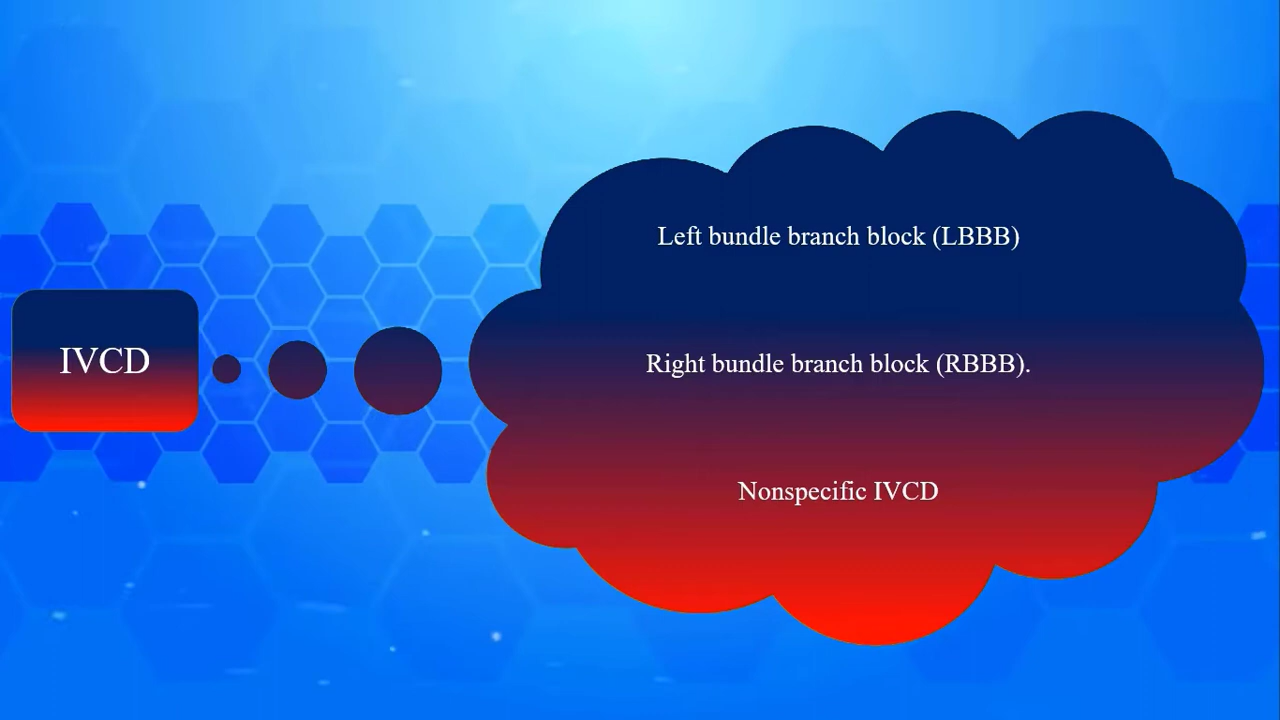 IVCD
Left bundle branch block (LBBB)
Right bundle branch block (RBBB).
Nonspecific IVCD